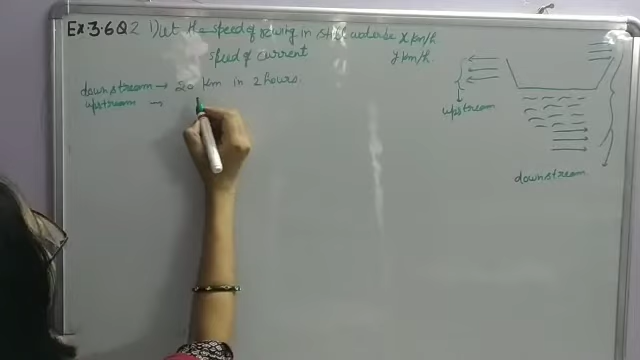 Ex:3.6 Q2. 1) Let the speed of rowing in still water be x km/h
speed of current y km/h.
downstream → 20 km in 2 hours.
upstream →
upstream
downstream